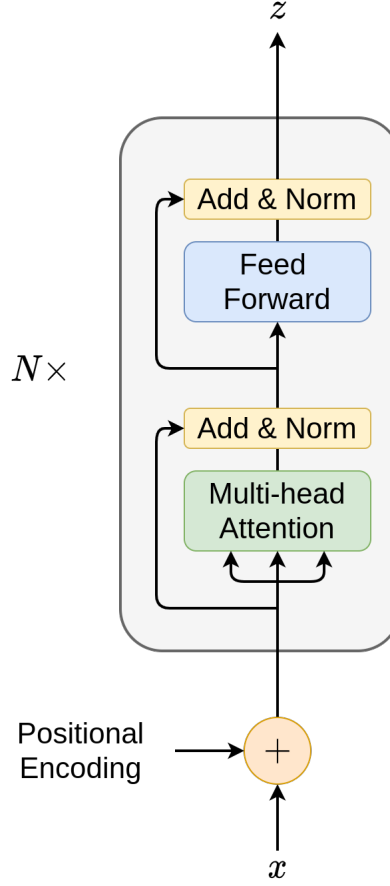 z
Add & Norm
Feed
Forward
N×
Add & Norm
Multi-head
Attention
Positional
Encoding
+
x